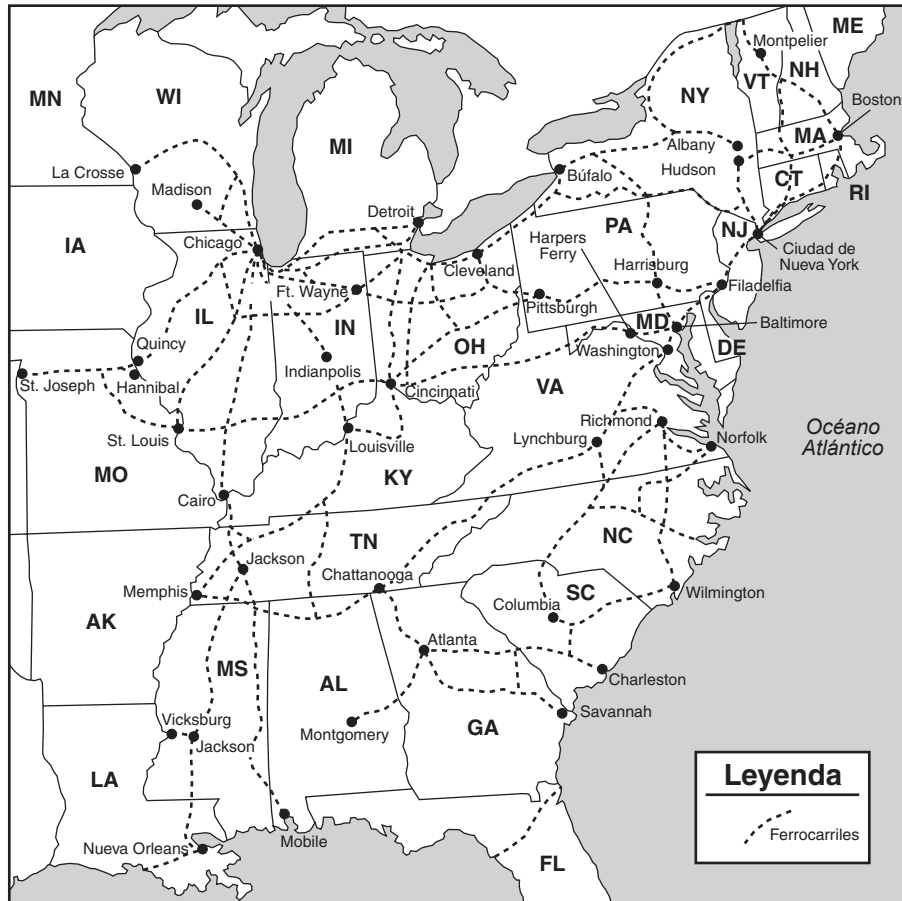 ME
Montpelier
MN
WI
VT
NH
NY
Boston
MI
Albany
MA
La Crosse
Hudson
Búfalo
CT
Madison
RI
Detroit
IA
PA
NJ
Chicago
Harpers
Ferry
Cleveland
Harrisburg
Ciudad de
Nueva York
Ft. Wayne
Filadelfia
Pittsburgh
IL
IN
MD
Baltimore
Quincy
OH
Washington
DE
St. Joseph
Hannibal
Indianpolis
Cincinnati
VA
Richmond
Océano
Atlántico
St. Louis
Louisville
Lynchburg
Norfolk
MO
KY
Cairo
TN
NC
Jackson
Chattanooga
Memphis
SC
Wilmington
Columbia
AK
Atlanta
MS
Charleston
AL
Vicksburg
Savannah
Jackson
Montgomery
GA
LA
Leyenda
Ferrocarriles
Mobile
Nueva Orleans
FL